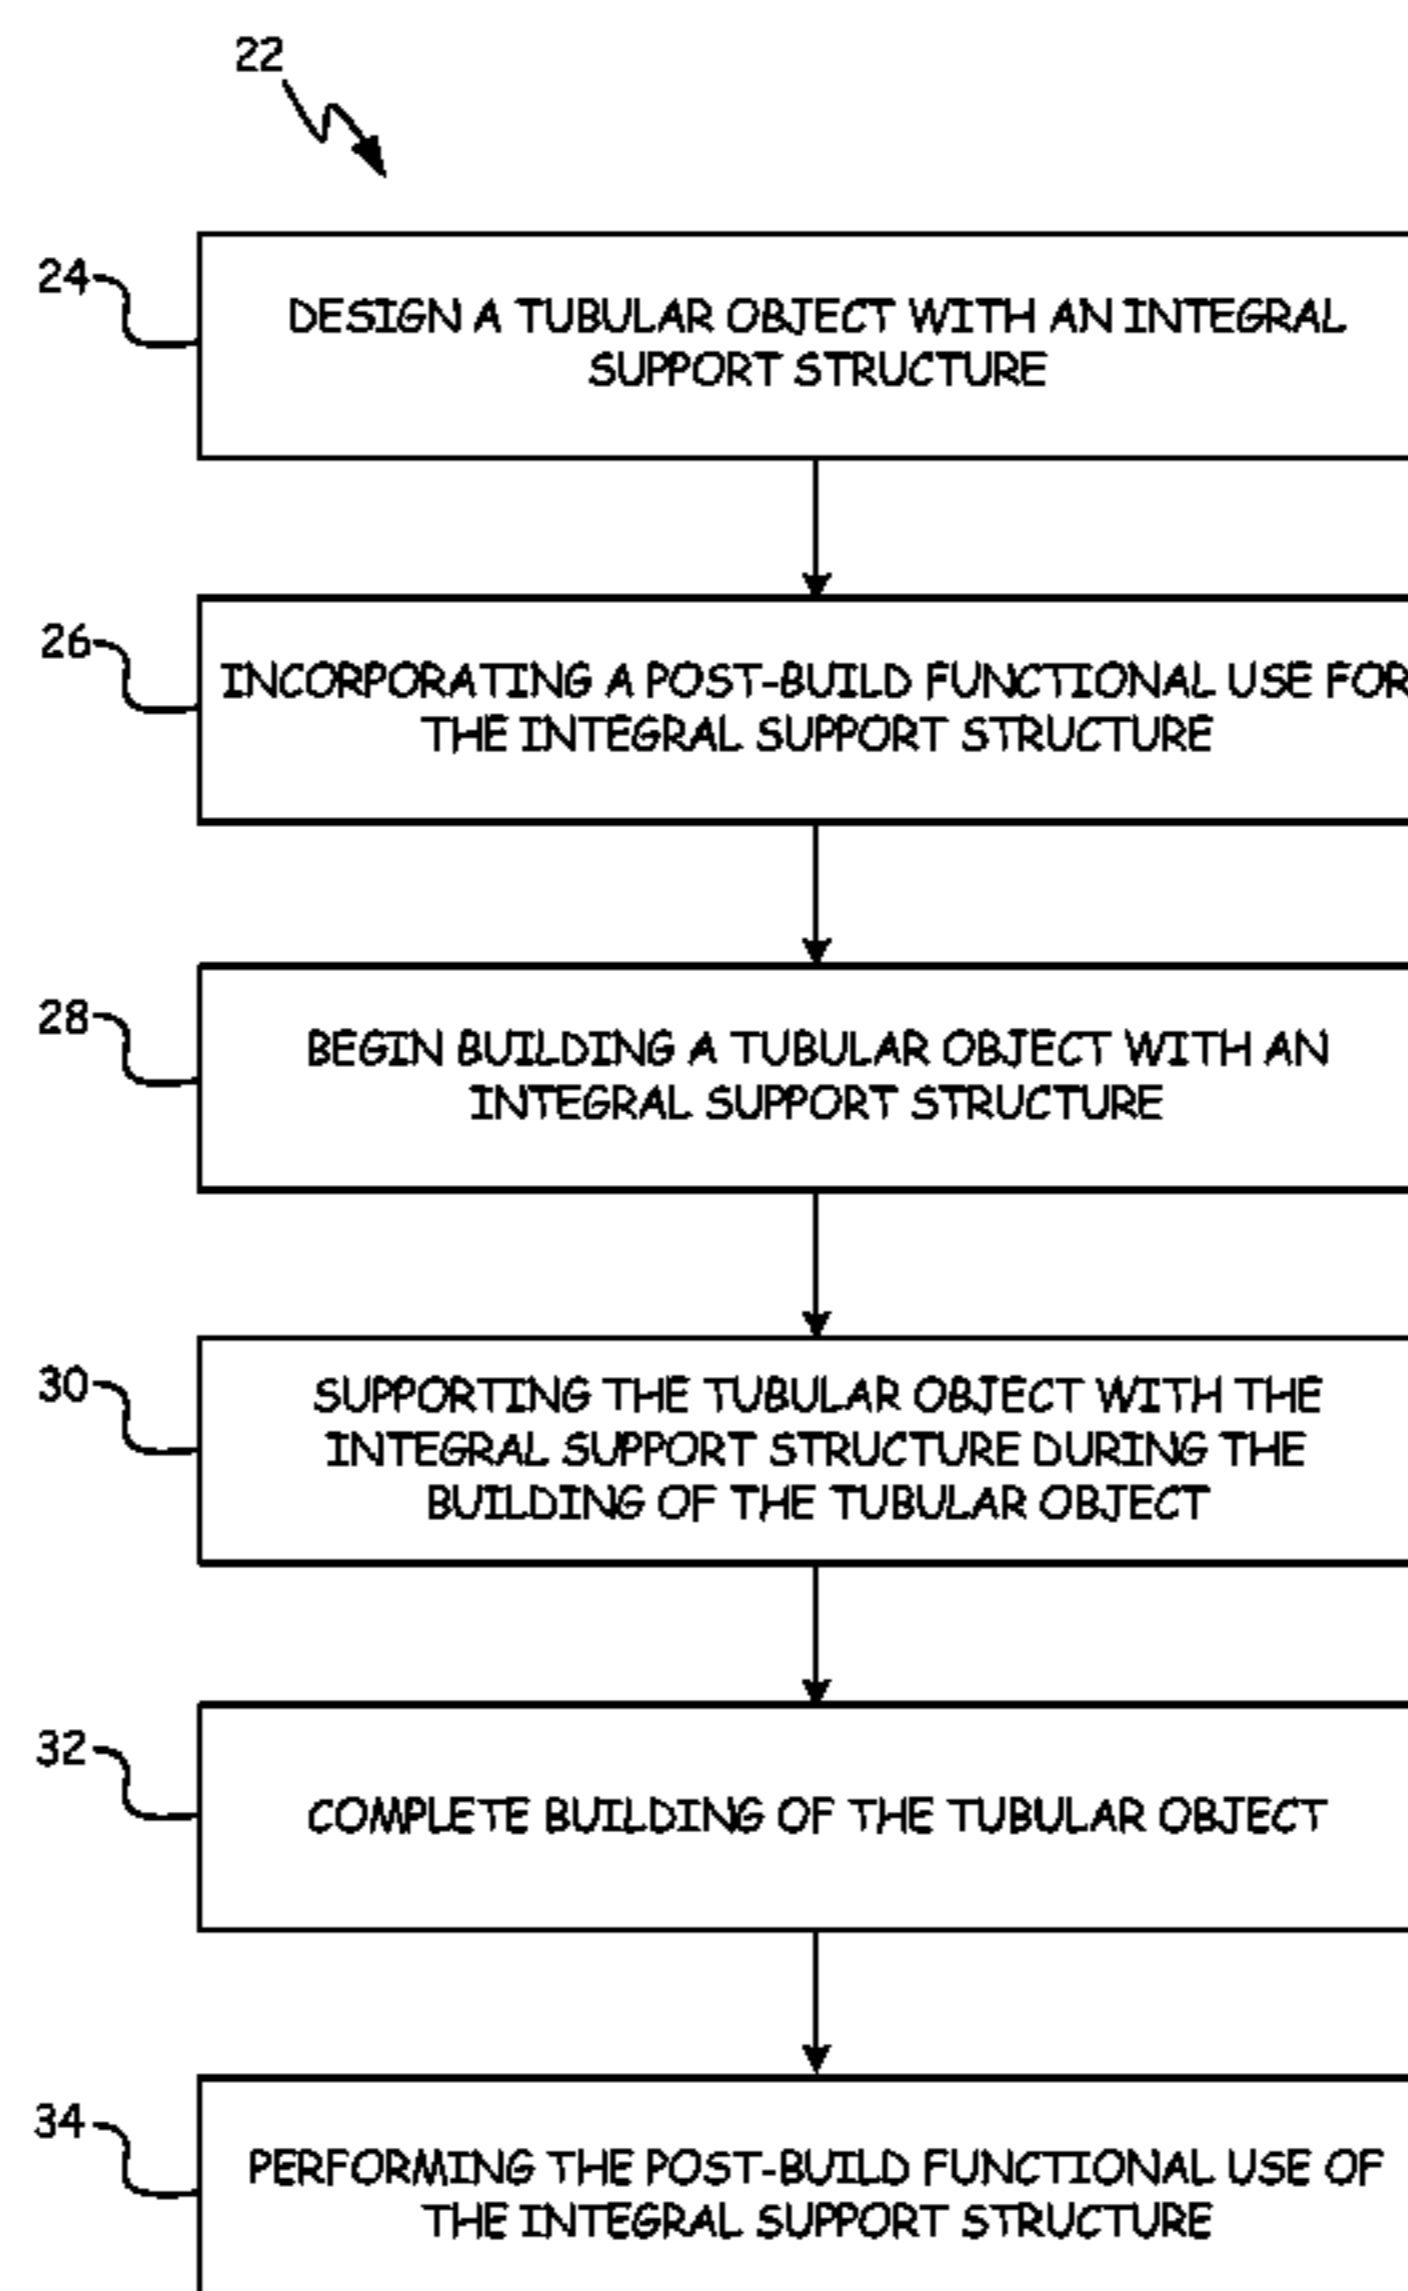 22
24
DESIGN A TUBULAR OBJECT WITH AN INTEGRAL
SUPPORT STRUCTURE
26
INCORPORATING A POST-BUILD FUNCTIONAL USE FOR
THE INTEGRAL SUPPORT STRUCTURE
28
BEGIN BUILDING A TUBULAR OBJECT WITH AN
INTEGRAL SUPPORT STRUCTURE
30
SUPPORTING THE TUBULAR OBJECT WITH THE
INTEGRAL SUPPORT STRUCTURE DURING THE
BUILDING OF THE TUBULAR OBJECT
32
COMPLETE BUILDING OF THE TUBULAR OBJECT
34
PERFORMING THE POST-BUILD FUNCTIONAL USE OF
THE INTEGRAL SUPPORT STRUCTURE